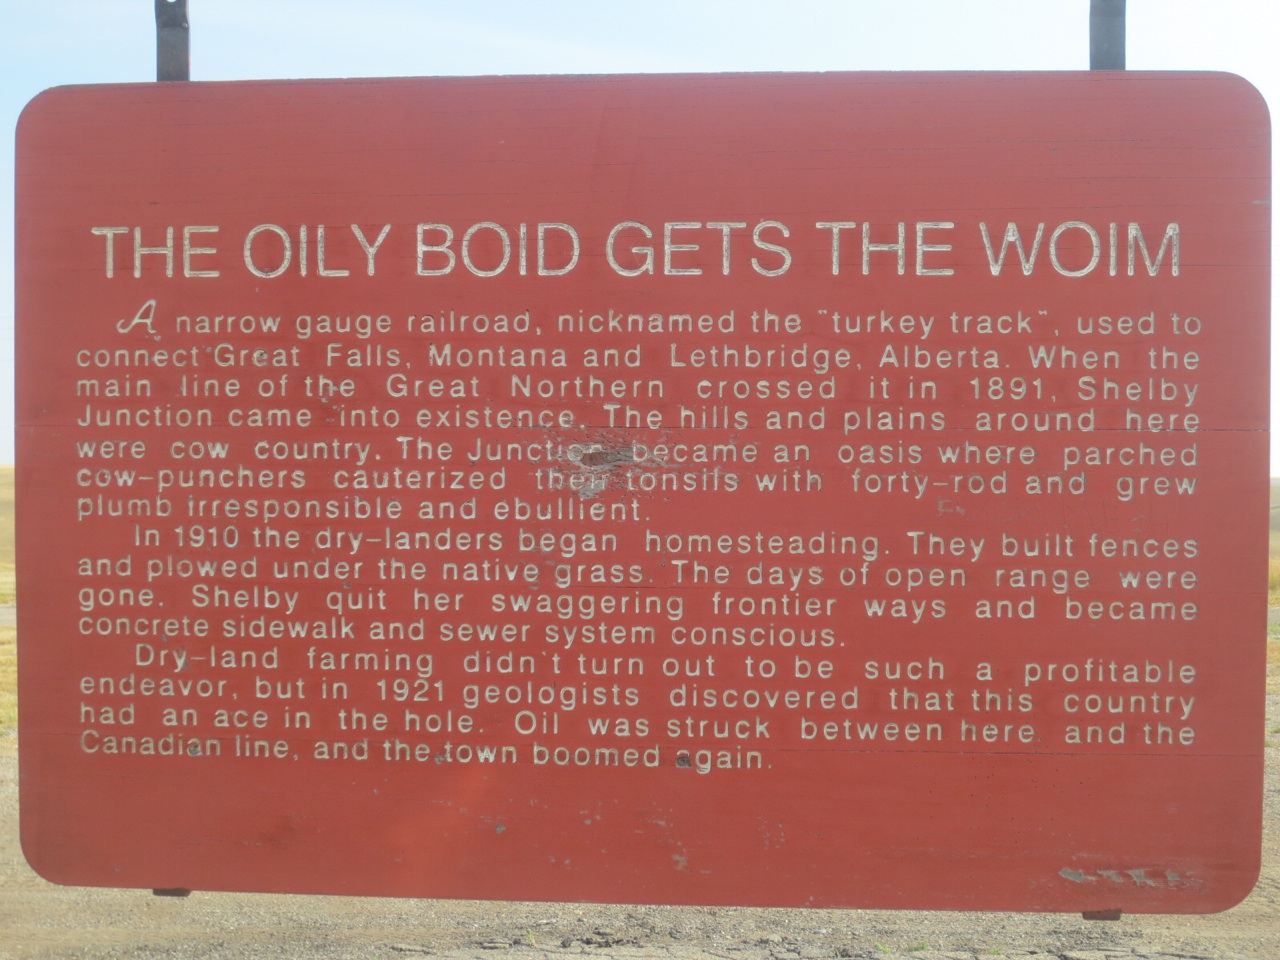 THE OILY BOID GETS THE WOIM
A narrow gauge railroad, nicknamed the "turkey track", used to
connect Great Falls, Montana and Lethbridge, Alberta. When the
main line of the Great Northern crossed it in 1891, Shelby
Junction came into existence. The hills and plains around here
were cow country. The Junction became an oasis where parched
cow-punchers cauterized their tonsils with forty-rod and grew
plumb irresponsible and ebullient.
In 1910 the dry-landers began homesteading. They built fences
and plowed under the native grass. The days of open range were
gone. Shelby quit her swaggering frontier ways and became
concrete sidewalk and sewer system conscious.
Dry-land farming didn't turn out to be such a profitable
endeavor, but in 1921 geologists discovered that this country
had an ace in the hole. Oil was struck between here and the
Canadian line, and the town boomed again.